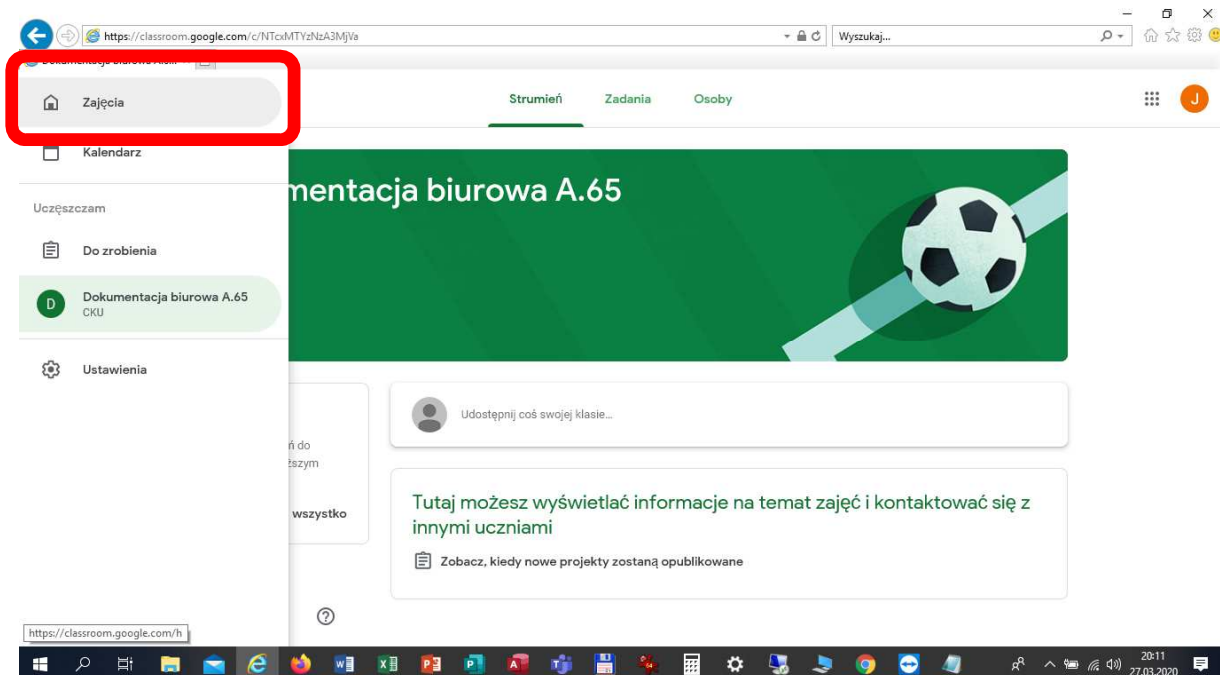 https://classroom.google.com/c/NTcxMTYzNzA3MjVa
Wyszukaj...
Zajęcia
Strumień Zadania Osoby
J
Kalendarz
mentacja biurowa A.65
Uczęszczam
Do zrobienia
D
Dokumentacja biurowa A.65
CKU
Ustawienia
Udostępnij coś swojej klasie...
ń do
ższym
wszystko
Tutaj możesz wyświetlać informacje na temat zajęć i kontaktować się z
innymi uczniami
Zobacz, kiedy nowe projekty zostaną opublikowane
https://classroom.google.com/h
20:11
27.03.2020